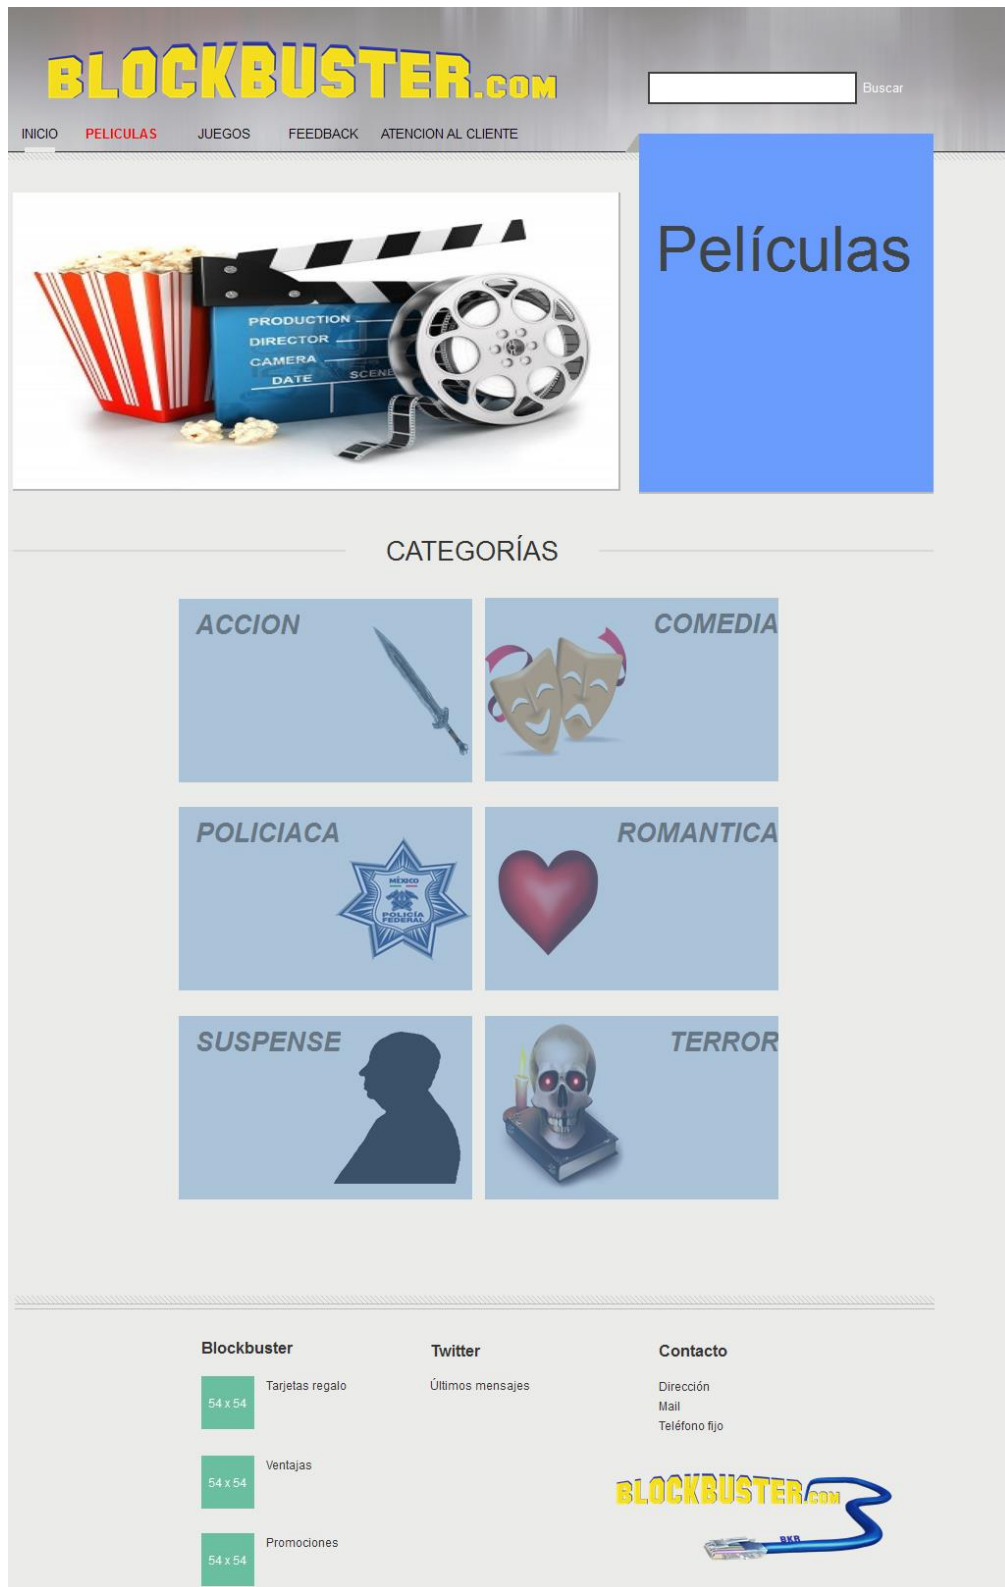 BLOCKBUSTER.COM
Buscar
INICIO PELICULAS JUEGOS FEEDBACK ATENCION AL CLIENTE
PRODUCTION
DIRECTOR
CAMERA
DATE SCENE
Películas
CATEGORÍAS
ACCION
COMEDIA
POLICIACA
MÉXICO
POLICÍA
FEDERAL
ROMANTICA
SUSPENSE
TERROR
Blockbuster
54 x 54 Tarjetas regalo
54 x 54 Ventajas
54 x 54 Promociones
Twitter
Últimos mensajes
Contacto
Dirección
Mail
Teléfono fijo
BLOCKBUSTER.COM
BKR